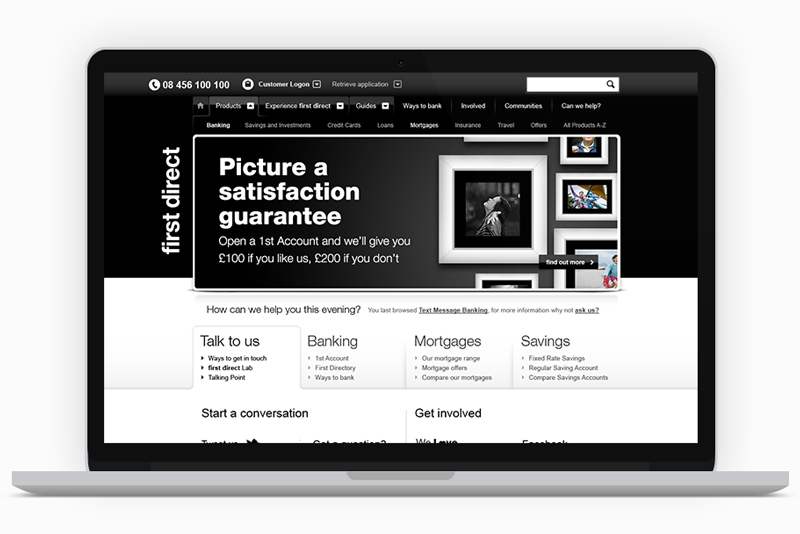 08 456 100 100 Customer Logon Retrieve application
Products Experience first direct Guides Ways to bank Involved Communities Can we help?
Banking Savings and Investments Credit Cards Loans Mortgages Insurance Travel Offers All Products A-Z
first direct
Picture a
satisfaction
guarantee
Open a 1st Account and we'll give you
£100 if you like us, £200 if you don't
find out more
How can we help you this evening? You last browsed Text Message Banking, for more information why not ask us?
Talk to us Banking Mortgages Savings
Ways to get in touch 1st Account Our mortgage range Fixed Rate Savings
first direct Lab First Directory Mortgage offers Regular Saving Account
Talking Point Ways to bank Compare our mortgages Compare Savings Accounts
Start a conversation Get involved
Tweet us Got a question? We Love Facebook